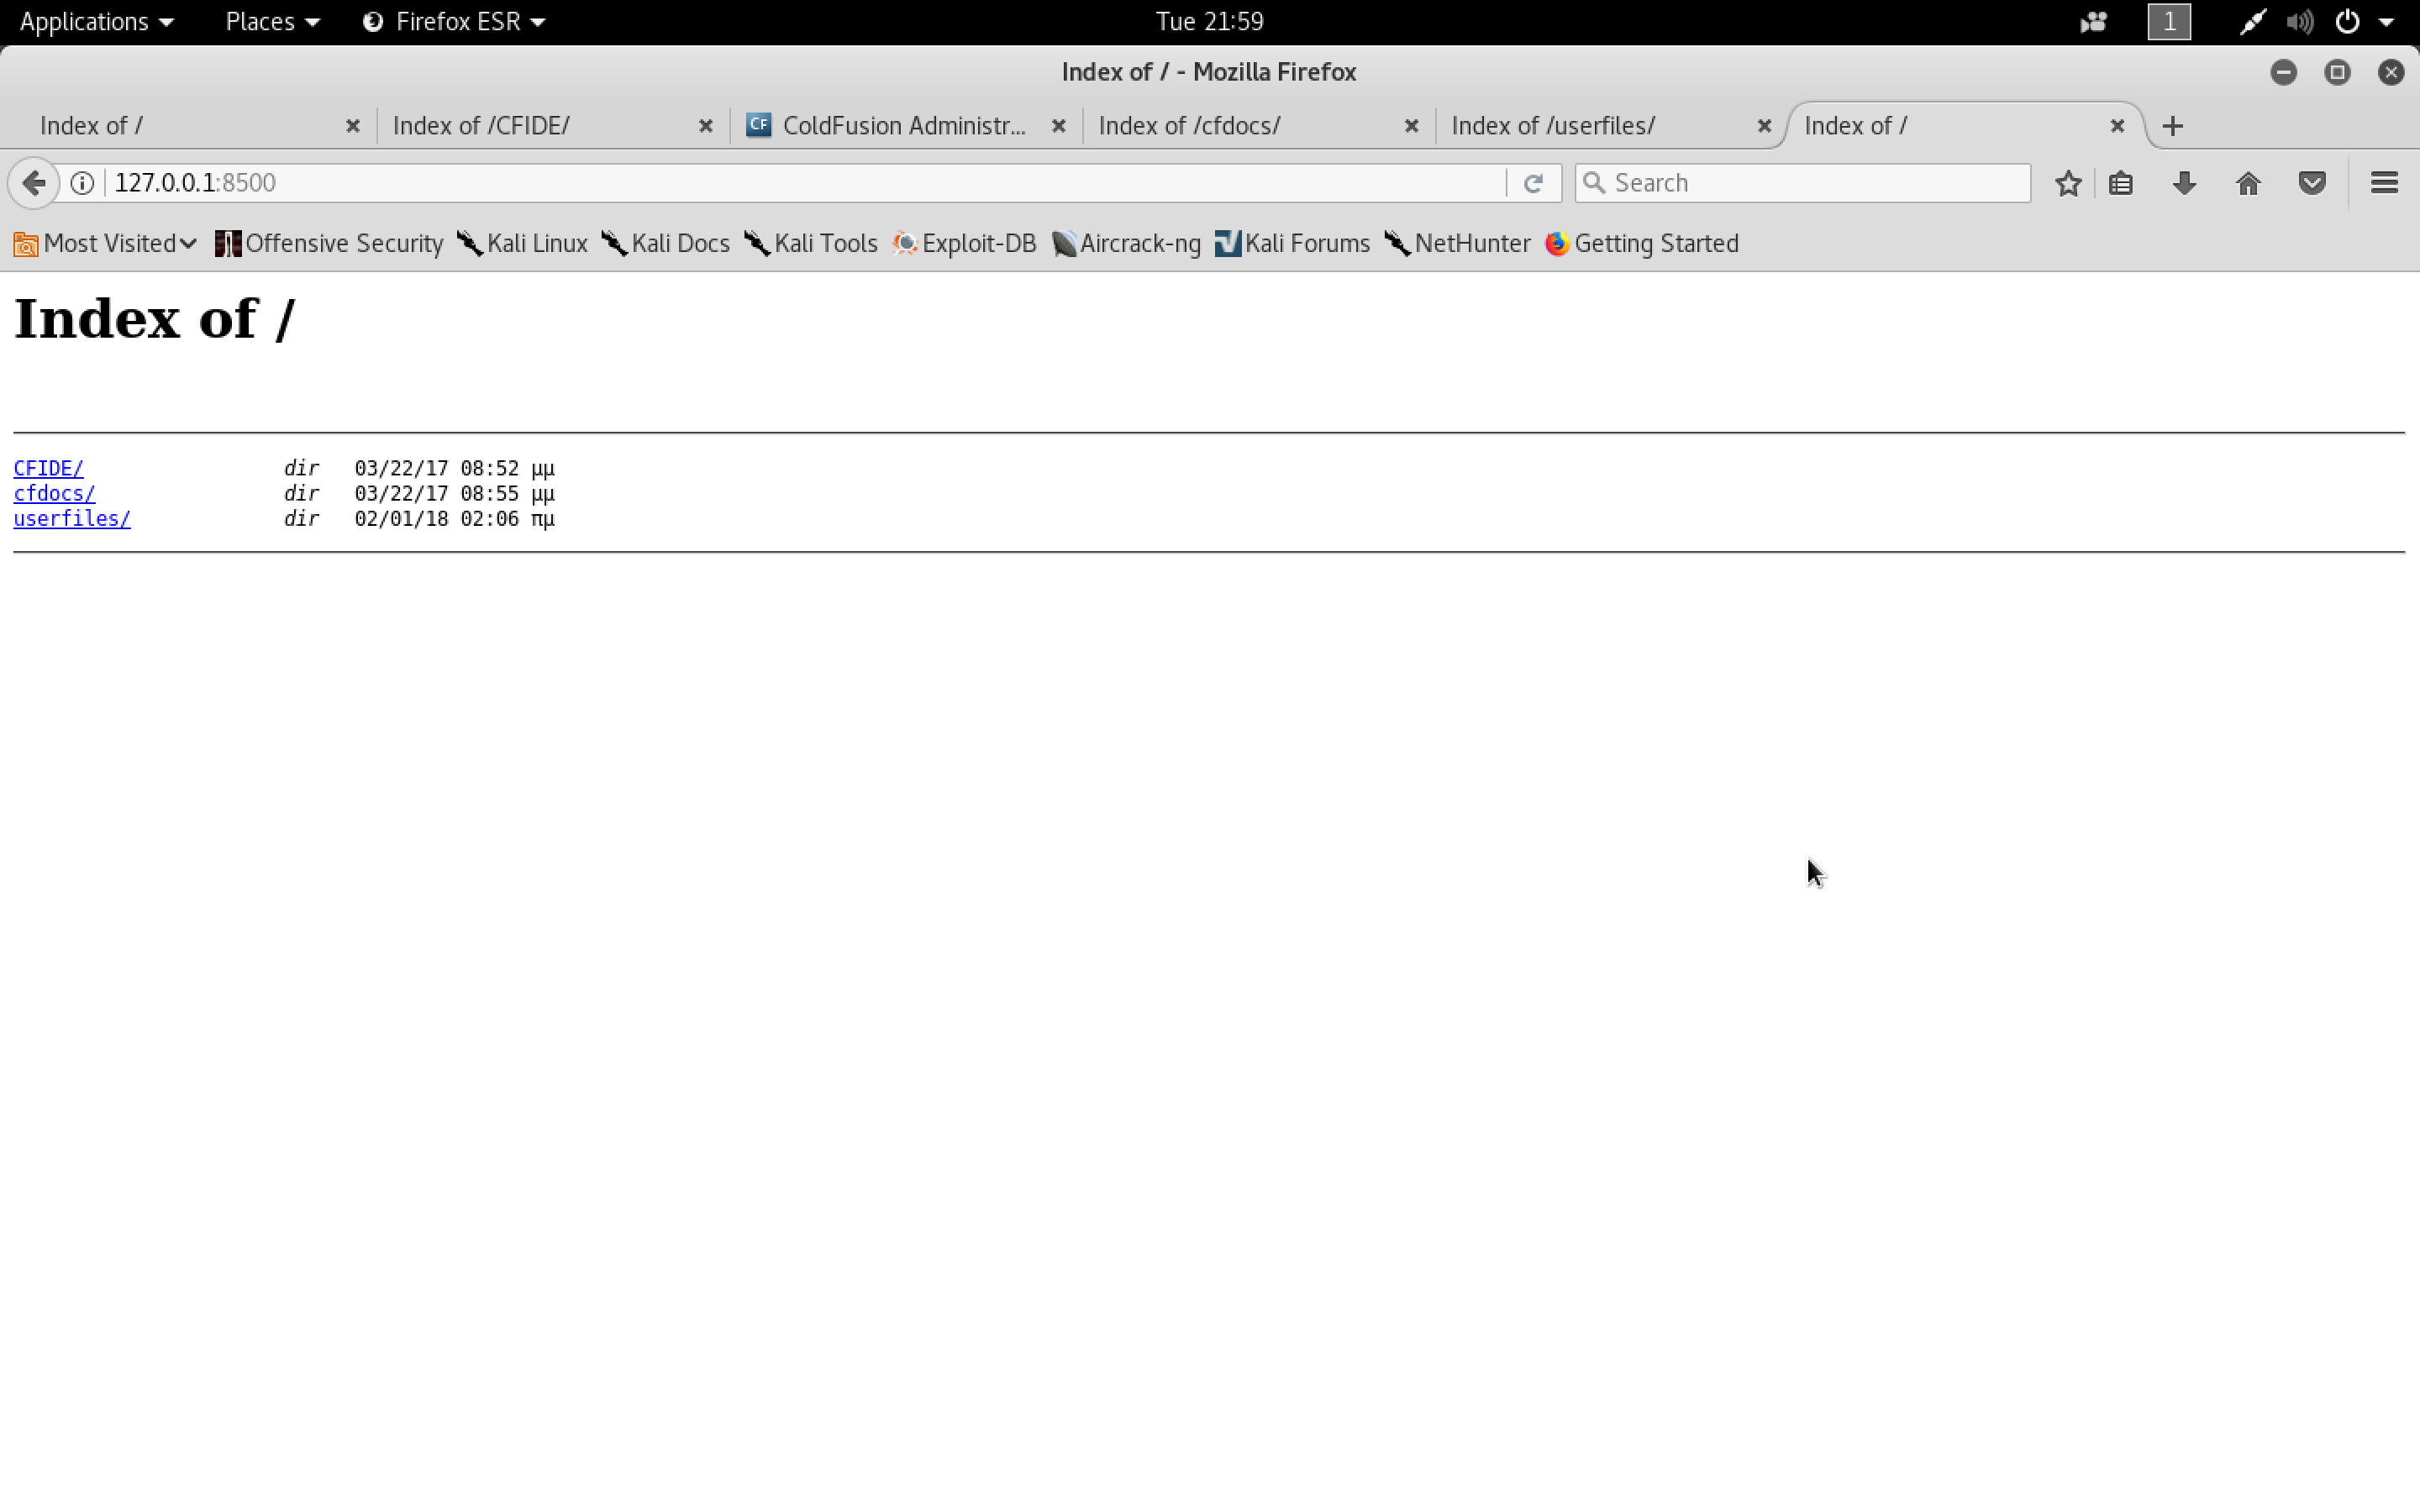 Applications Places Firefox ESR Tue 21:59 1
Index of / - Mozilla Firefox
Index of / Index of /CFIDE/ CF ColdFusion Administr... Index of /cfdocs/ Index of /userfiles/ Index of /
127.0.0.1:8500 Search
Most Visited Offensive Security Kali Linux Kali Docs Kali Tools Exploit-DB Aircrack-ng Kali Forums NetHunter Getting Started
Index of /
CFIDE/ dir 03/22/17 08:52 μμ
cfdocs/ dir 03/22/17 08:55 μμ
userfiles/ dir 02/01/18 02:06 πμ